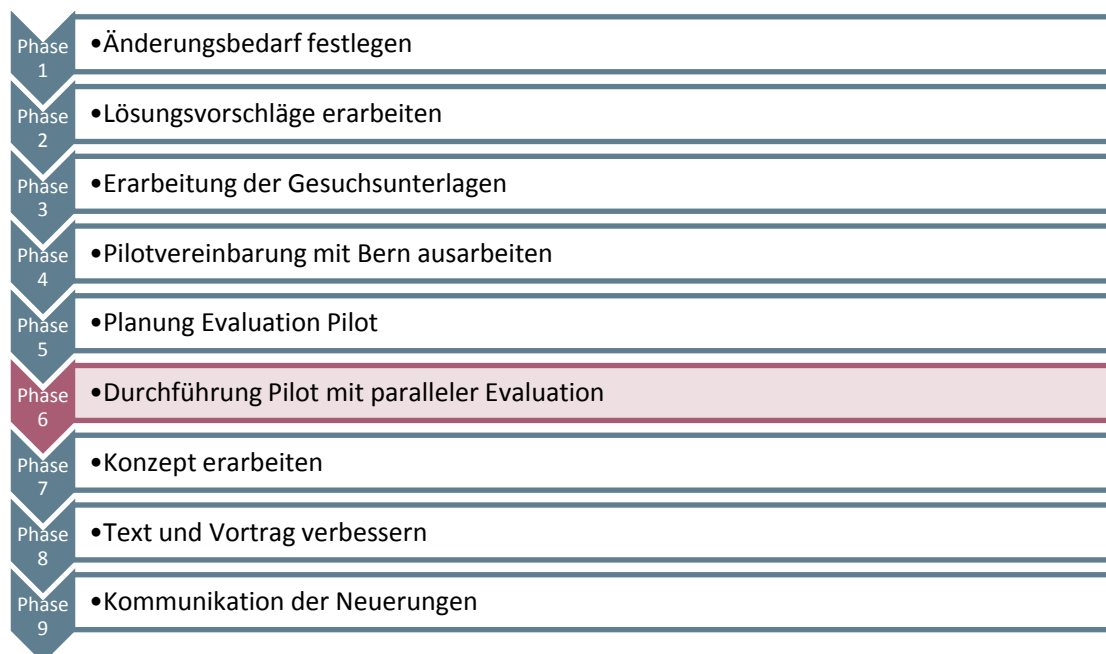 Phase
1
•Änderungsbedarf festlegen
Phase
2
•Lösungsvorschläge erarbeiten
Phase
3
•Erarbeitung der Gesuchsunterlagen
Phase
4
•Pilotvereinbarung mit Bern ausarbeiten
Phase
5
•Planung Evaluation Pilot
Phase
6
•Durchführung Pilot mit paralleler Evaluation
Phase
7
•Konzept erarbeiten
Phase
8
•Text und Vortrag verbessern
Phase
9
•Kommunikation der Neuerungen